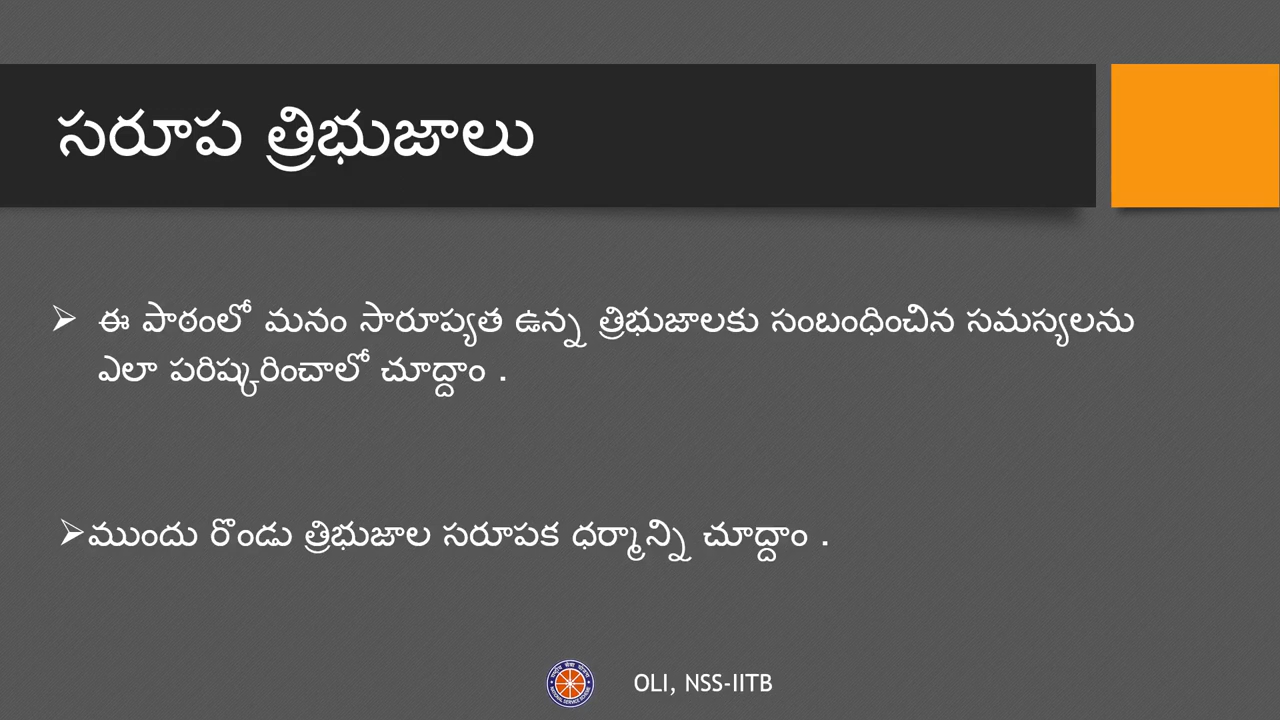 సరూప త్రిభుజాలు
➢ ఈ పాఠంలో మనం సారూప్యత ఉన్న త్రిభుజాలకు సంబంధించిన సమస్యలను
ఎలా పరిష్కరించాలో చూద్దాం .
➢ముందు రొండు త్రిభుజాల సరూపక ధర్మాన్ని చూద్దాం .
OLI, NSS-IITB